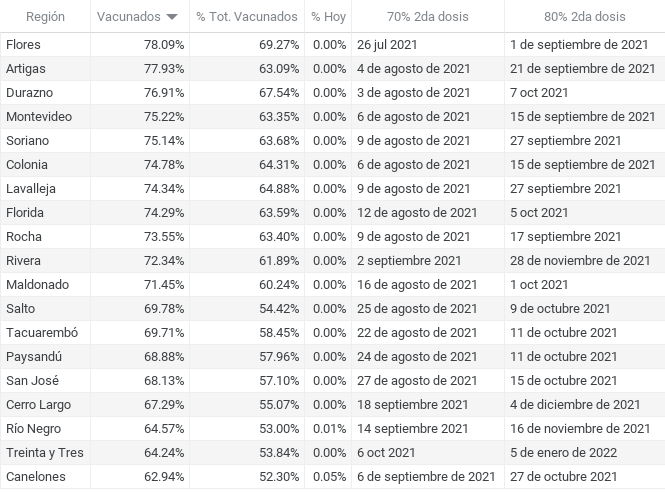 Región Vacunados % Tot. Vacunados % Hoy 70% 2da dosis 80% 2da dosis
Flores 78.09% 69.27% 0.00% 26 jul 2021 1 de septiembre de 2021
Artigas 77.93% 63.09% 0.00% 4 de agosto de 2021 21 de septiembre de 2021
Durazno 76.91% 67.54% 0.00% 3 de agosto de 2021 7 oct 2021
Montevideo 75.22% 63.35% 0.00% 6 de agosto de 2021 15 de septiembre de 2021
Soriano 75.14% 63.68% 0.00% 9 de agosto de 2021 27 septiembre 2021
Colonia 74.78% 64.31% 0.00% 6 de agosto de 2021 15 de septiembre de 2021
Lavalleja 74.34% 64.88% 0.00% 9 de agosto de 2021 27 septiembre 2021
Florida 74.29% 63.59% 0.00% 12 de agosto de 2021 5 oct 2021
Rocha 73.55% 63.40% 0.00% 9 de agosto de 2021 17 septiembre 2021
Rivera 72.34% 61.89% 0.00% 2 septiembre 2021 28 de noviembre de 2021
Maldonado 71.45% 60.24% 0.00% 16 de agosto de 2021 1 oct 2021
Salto 69.78% 54.42% 0.00% 25 de agosto de 2021 9 de octubre 2021
Tacuarembó 69.71% 58.45% 0.00% 22 de agosto de 2021 11 de octubre 2021
Paysandú 68.88% 57.96% 0.00% 24 de agosto de 2021 11 de octubre 2021
San José 68.13% 57.10% 0.00% 27 de agosto de 2021 15 de octubre 2021
Cerro Largo 67.29% 55.07% 0.00% 18 septiembre 2021 4 de diciembre de 2021
Río Negro 64.57% 53.00% 0.01% 14 septiembre 2021 16 de noviembre de 2021
Treinta y Tres 64.24% 53.84% 0.00% 6 oct 2021 5 de enero de 2022
Canelones 62.94% 52.30% 0.05% 6 de septiembre de 2021 27 de octubre 2021